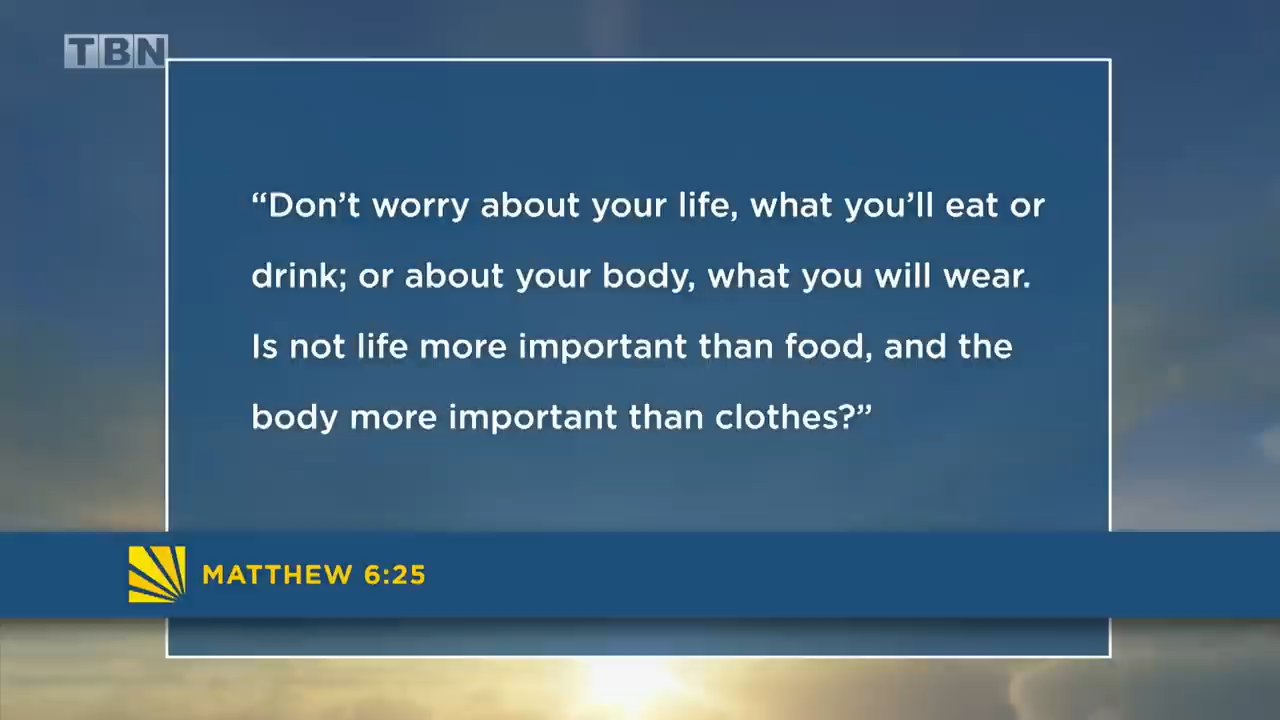 TBN
“Don’t worry about your life, what you’ll eat or
drink; or about your body, what you will wear.
Is not life more important than food, and the
body more important than clothes?”
MATTHEW 6:25